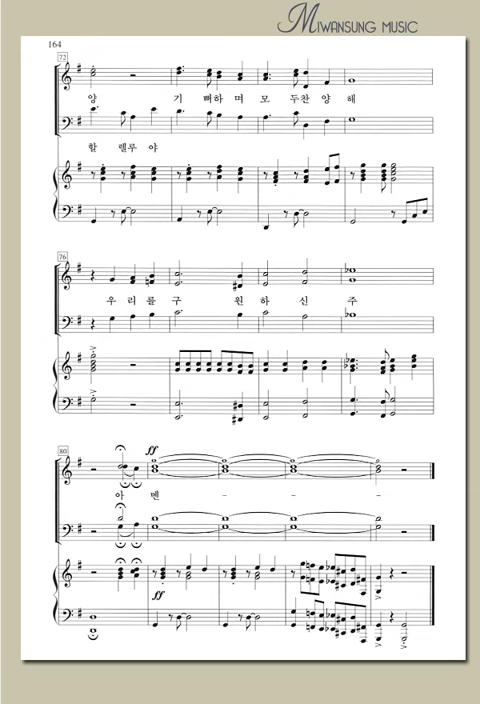 MIWANSUNG MUSIC
164
72
양 기 뻐하 며 모 두찬 양 해
할 렐루 야
76
우 리 를 구 원 하 신 주
80
ff
아 멘 - - -
ff